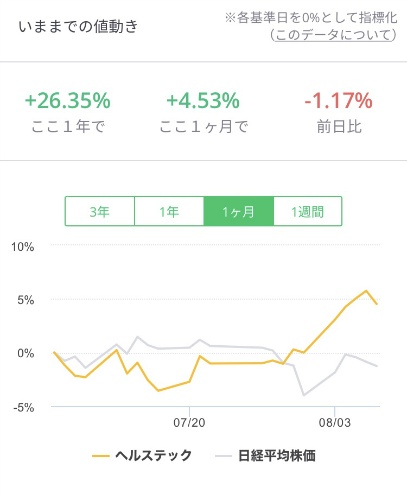 いままでの値動き
※各基準日を0%として指標化
（このデータについて）
+26.35% +4.53% -1.17%
ここ１年で ここ１ヶ月で 前日比
3年 1年 1ヶ月 1週間
10%
5%
0%
-5%
07/20 08/03
ヘルステック 日経平均株価